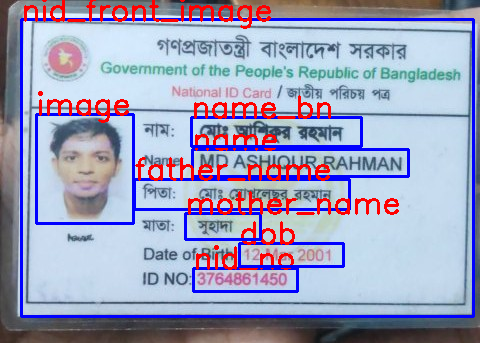 nid_front_image
গণপ্রজাতন্ত্রী বাংলাদেশ সরকার
Government of the People's Republic of Bangladesh
National ID Card / জাতীয় পরিচয় পত্র
image
name_bn
নাম: মোঃ আশিকুর রহমান
name
Name: MD ASHIQUR RAHMAN
father_name
পিতা: মোঃ মোখলেছুর রহমান
mother_name
মাতা: সুহাদা
dob
Date of Birth: 12 Mar 2001
nid_no
ID NO: 3764861450